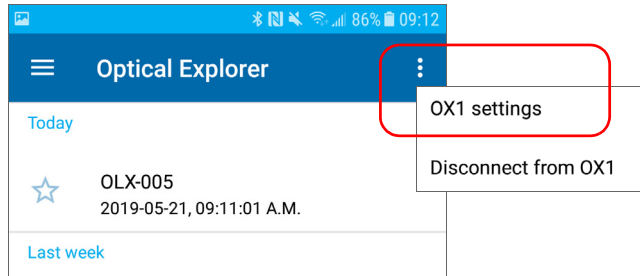 86% 09:12
Optical Explorer
OX1 settings
Today
Disconnect from OX1
OLX-005
2019-05-21, 09:11:01 A.M.
Last week